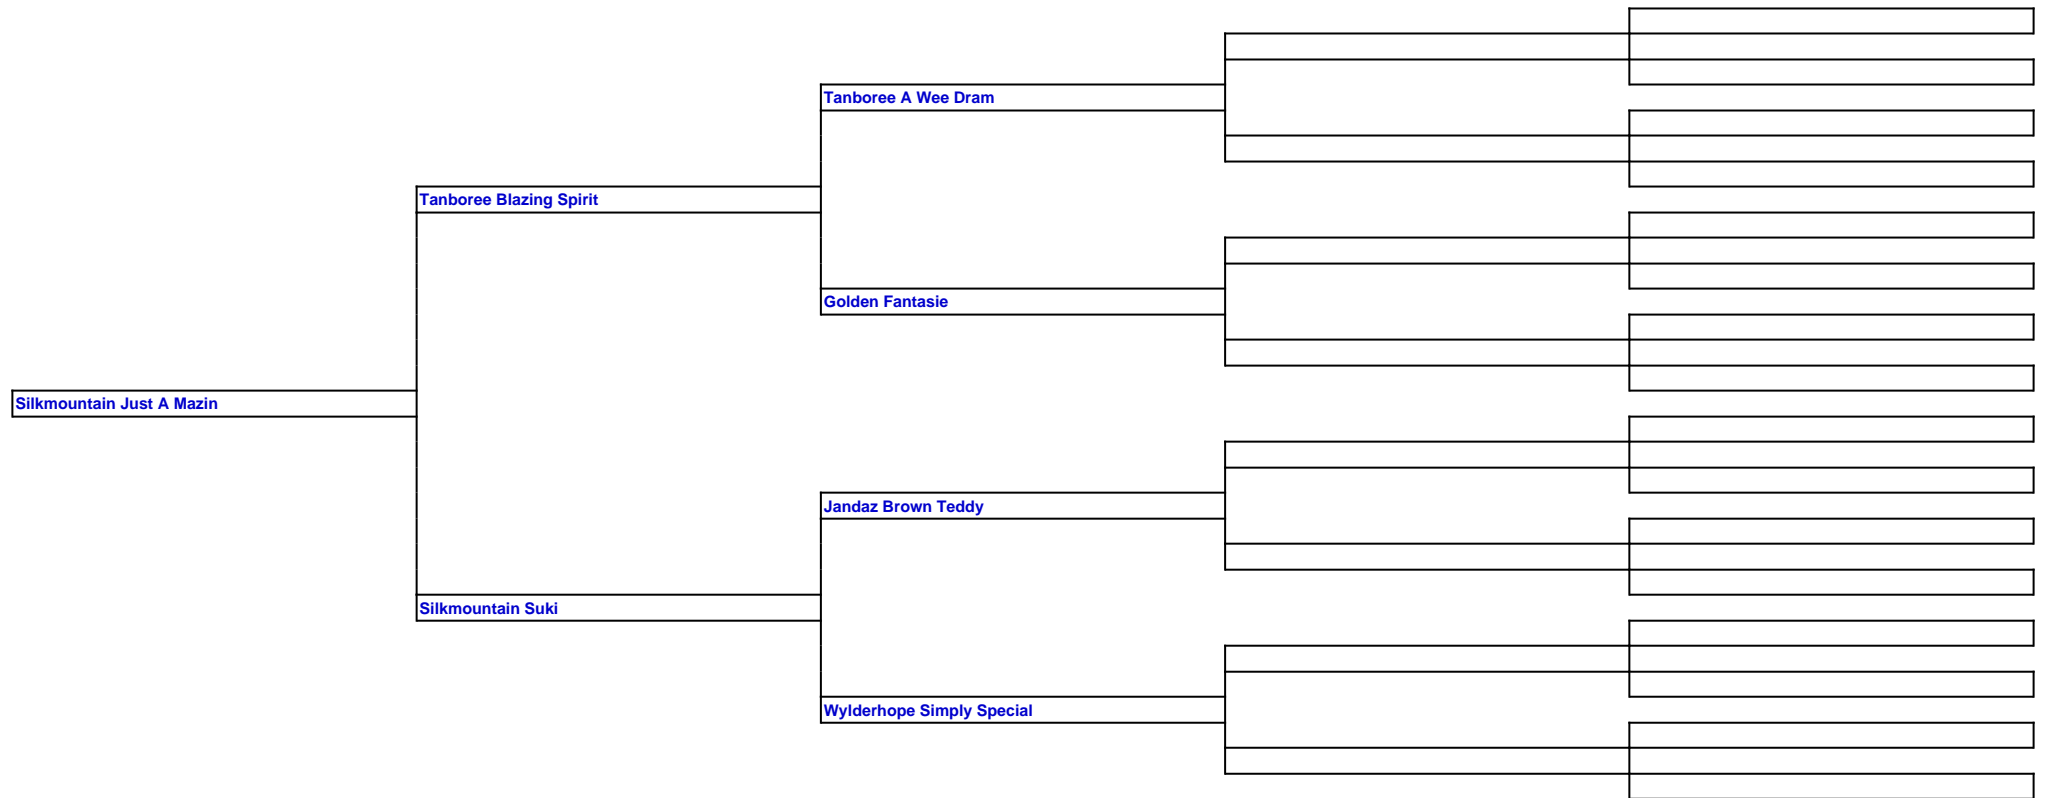 Tanboree A Wee Dram
Tanboree Blazing Spirit
Golden Fantasie
Silkmountain Just A Mazin
Jandaz Brown Teddy
Silkmountain Suki
Wylderhope Simply Special